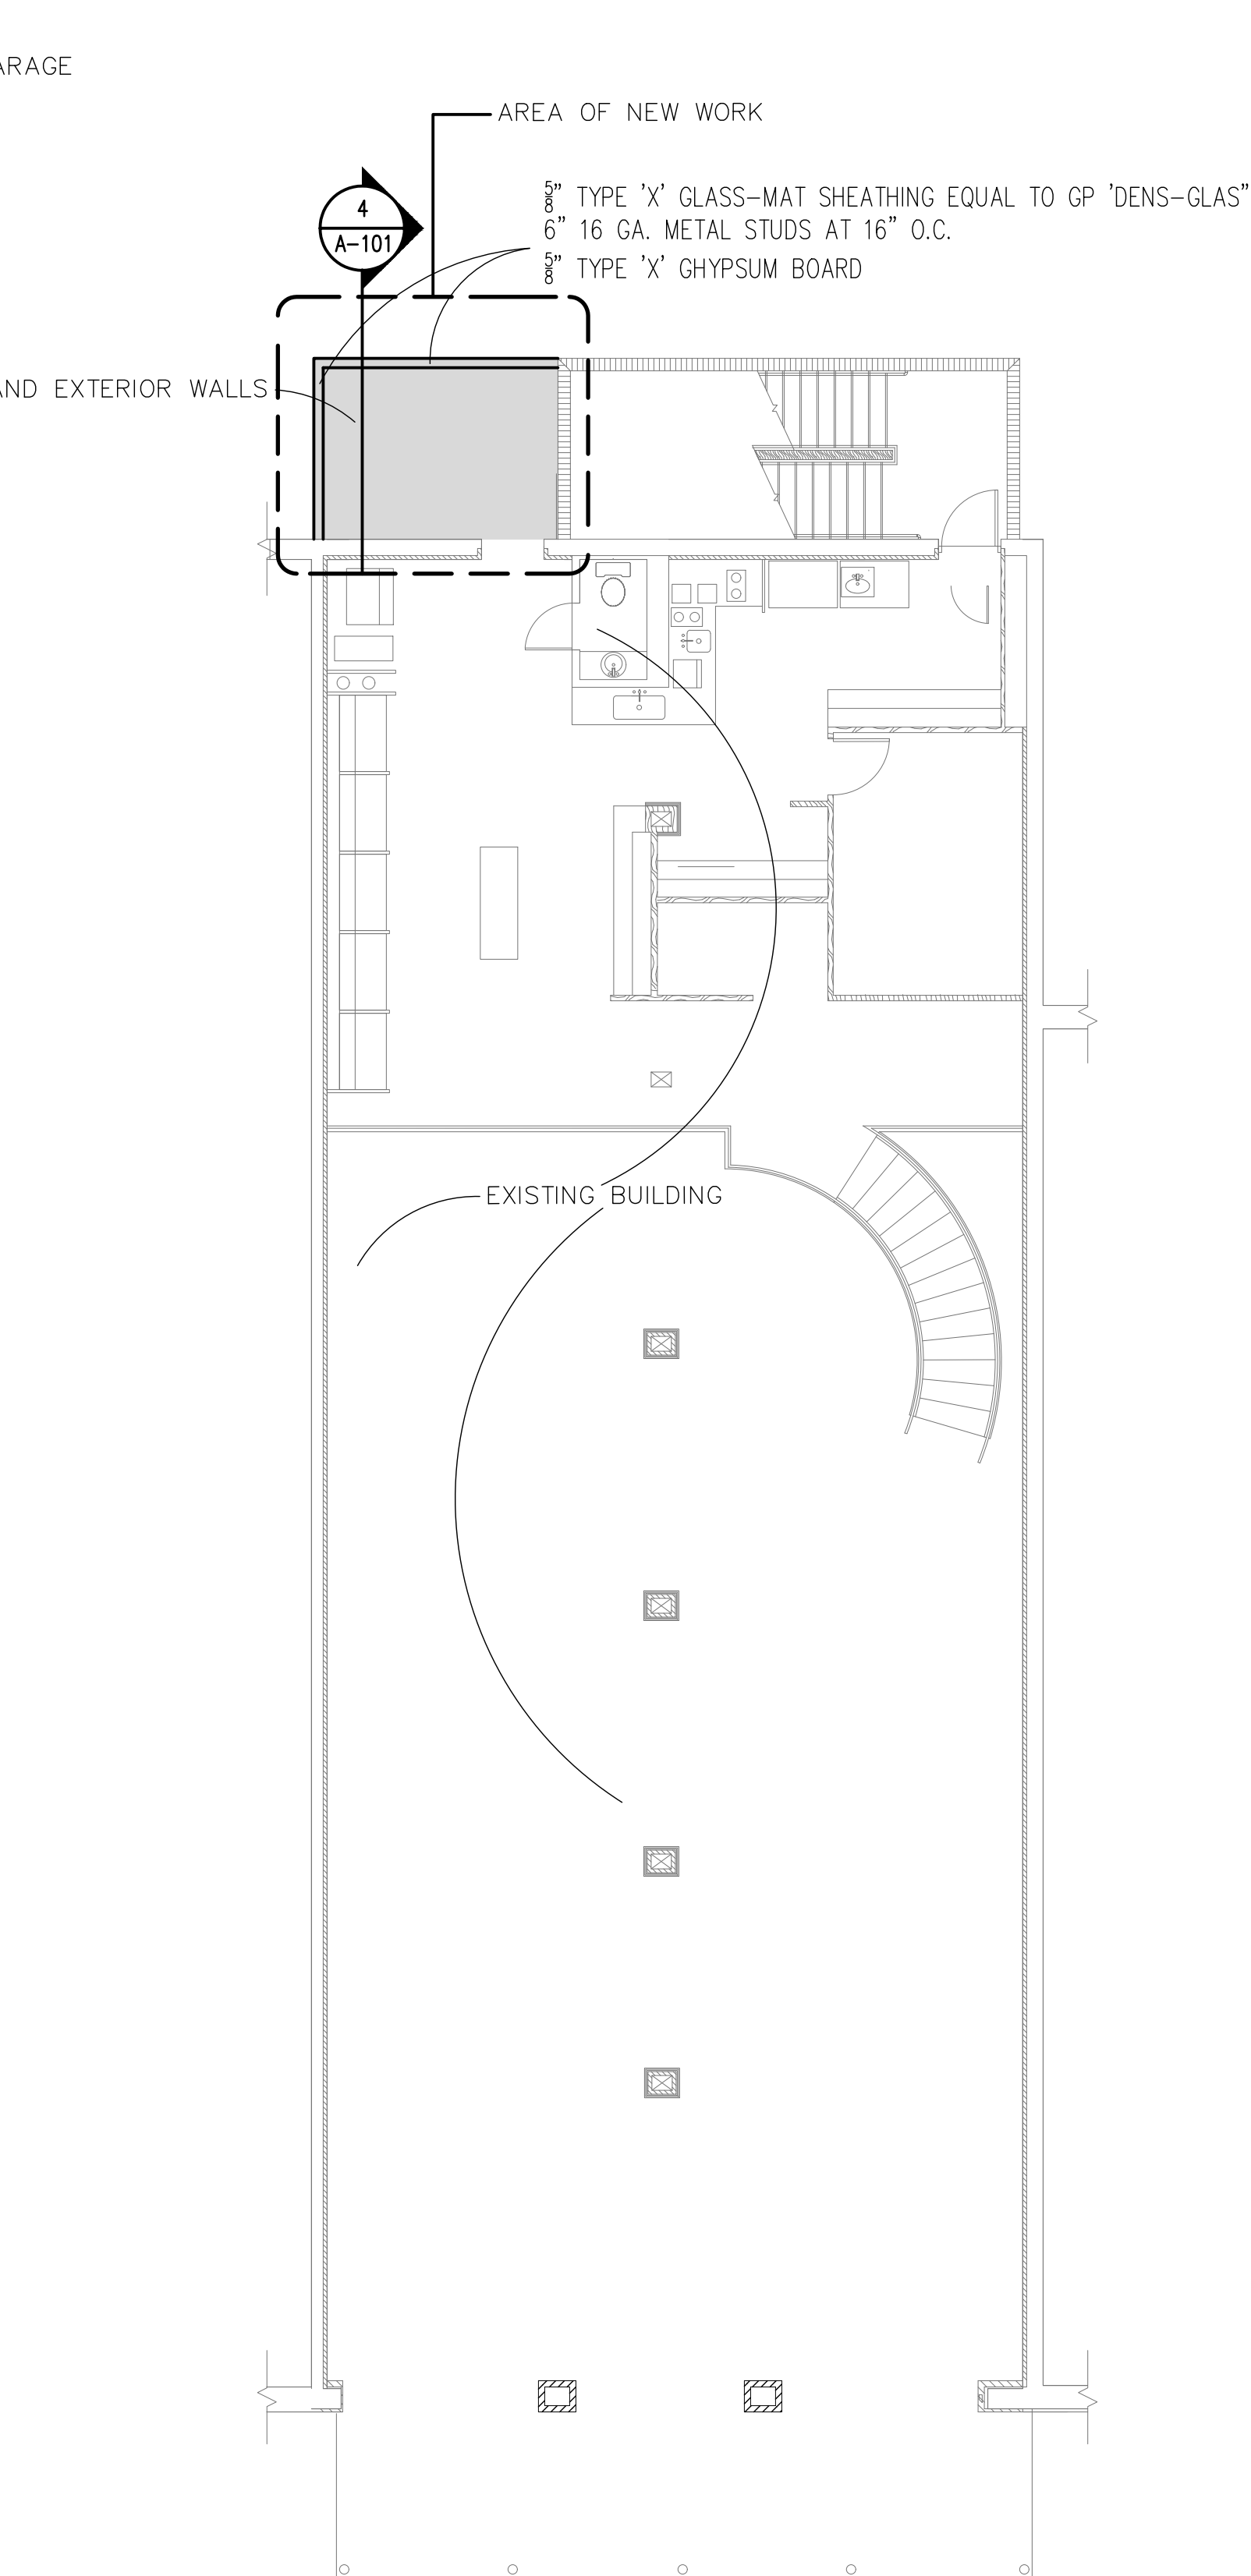 ARAGE
AREA OF NEW WORK
5/8" TYPE 'X' GLASS-MAT SHEATHING EQUAL TO GP 'DENS-GLAS"
4
6" 16 GA. METAL STUDS AT 16" O.C.
A-101
5/8" TYPE 'X' GHYPSUM BOARD
AND EXTERIOR WALLS
EXISTING BUILDING